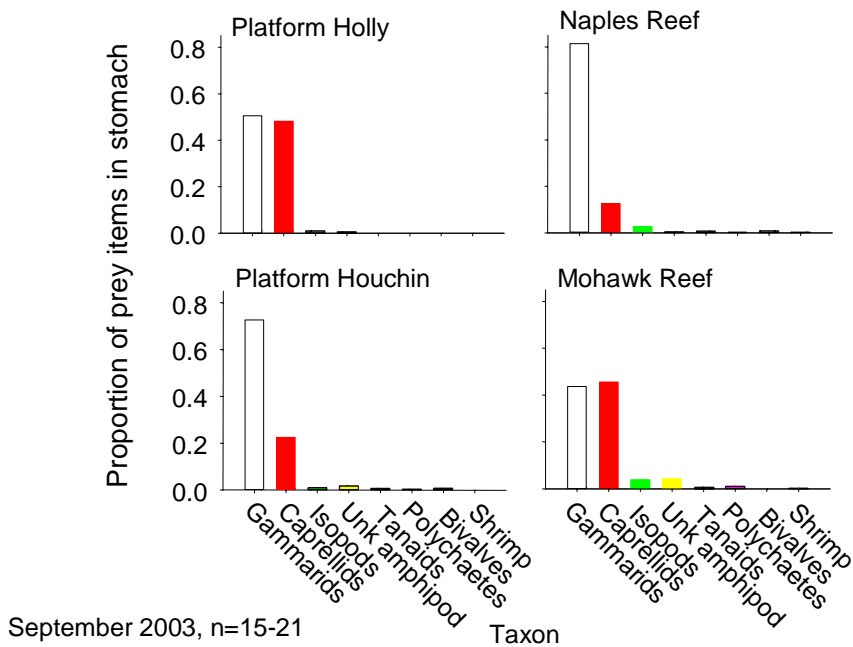 Platform Holly
Naples Reef
Proportion of prey items in stomach
0.8
0.6
0.4
0.2
0.0
Platform Houchin
Mohawk Reef
0.8
0.6
0.4
0.2
0.0
Gammarids
Caprellids
Isopods
Unk amphipod
Tanaids
Polychaetes
Bivalves
Shrimp
Gammarids
Caprellids
Isopods
Unk amphipod
Tanaids
Polychaetes
Bivalves
Shrimp
September 2003, n=15-21
Taxon